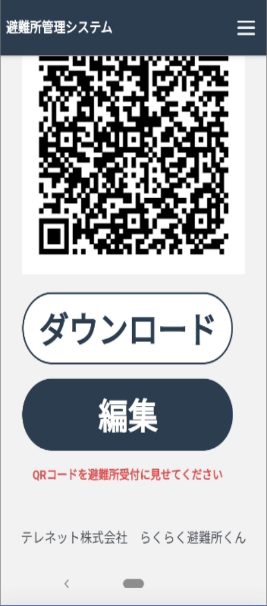 避難所管理システム
ダウンロード
編集
QRコードを避難所受付に見せてください
テレネット株式会社　らくらく避難所くん